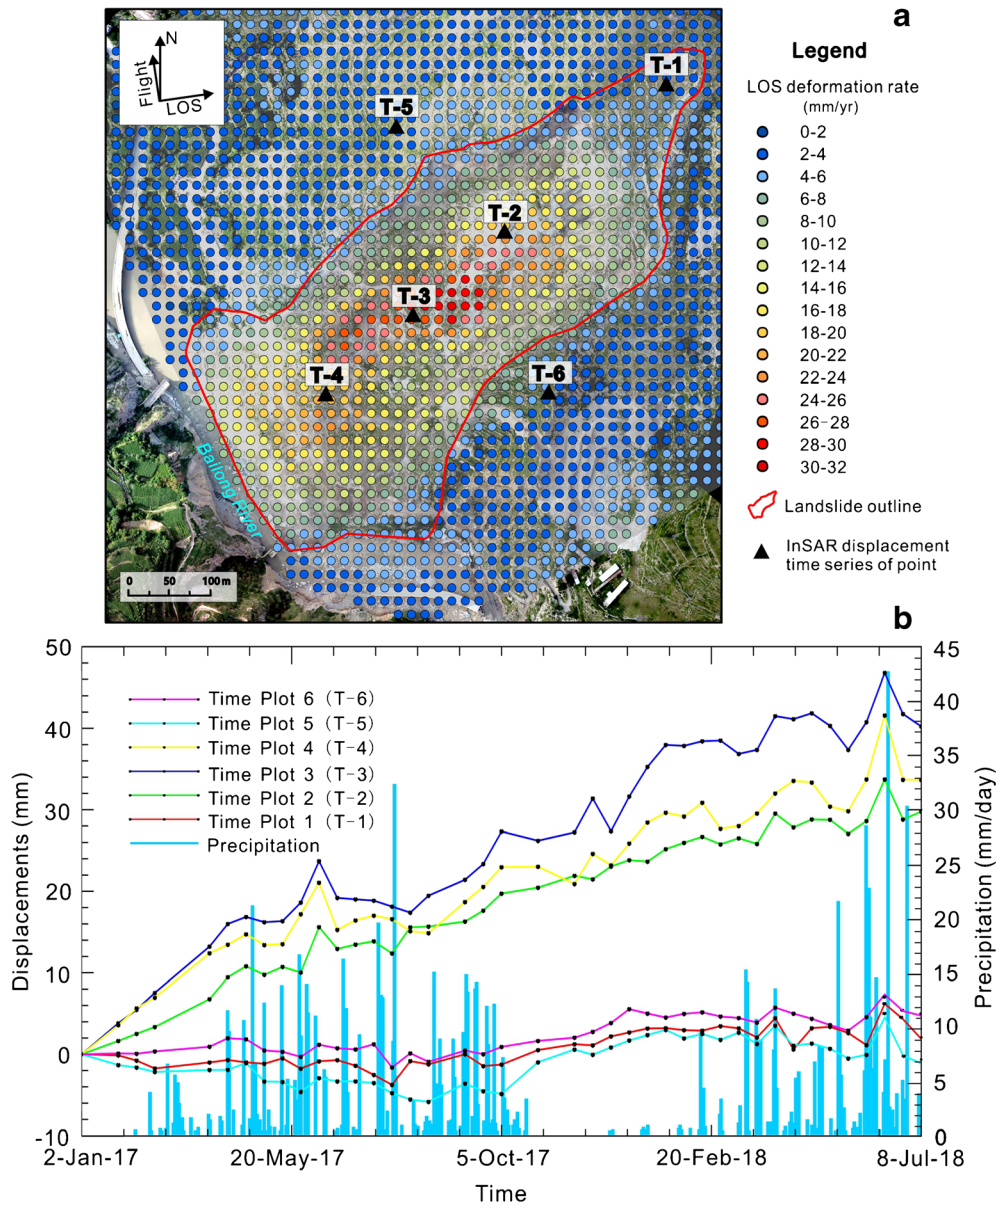 a
N
Flight
LOS
T-1
T-5
T-2
T-3
T-4
T-6
Bailong River
0 50 100m
Legend
LOS deformation rate
(mm/yr)
0-2
2-4
4-6
6-8
8-10
10-12
12-14
14-16
16-18
18-20
20-22
22-24
24-26
26-28
28-30
30-32
Landslide outline
InSAR displacement
time series of point
b
50
40
30
20
10
0
-10
Displacements (mm)
Time Plot 6 (T-6)
Time Plot 5 (T-5)
Time Plot 4 (T-4)
Time Plot 3 (T-3)
Time Plot 2 (T-2)
Time Plot 1 (T-1)
Precipitation
45
40
35
30
25
20
15
10
5
0
Precipitation (mm/day)
2-Jan-17 20-May-17 5-Oct-17 20-Feb-18 8-Jul-18
Time